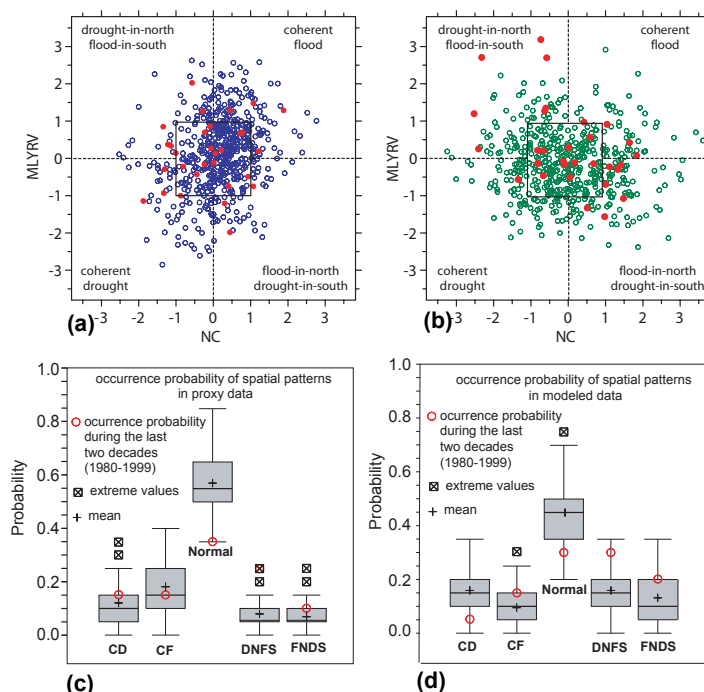 drought-in-north
flood-in-south
coherent
flood
MLYRV
3
2
1
0
-1
-2
-3
coherent
drought
flood-in-north
drought-in-south
-3 -2 -1 0 1 2 3
(a)
NC
drought-in-north
flood-in-south
coherent
flood
MLYRV
3
2
1
0
-1
-2
-3
coherent
drought
flood-in-north
drought-in-south
-3 -2 -1 0 1 2 3
(b)
NC
1.0
0.8
0.6
0.4
0.2
0.0
Probability
occurrence probability of spatial patterns
in proxy data
ocurrence probability
during the last
two decades
(1980-1999)
extreme values
mean
Normal
CD CF DNFS FNDS
(c)
1.0
0.8
0.6
0.4
0.2
0.0
Probability
occurrence probability of spatial patterns
in modeled data
ocurrence probability
during the last
two decades
(1980-1999)
extreme values
mean
Normal
CD CF DNFS FNDS
(d)